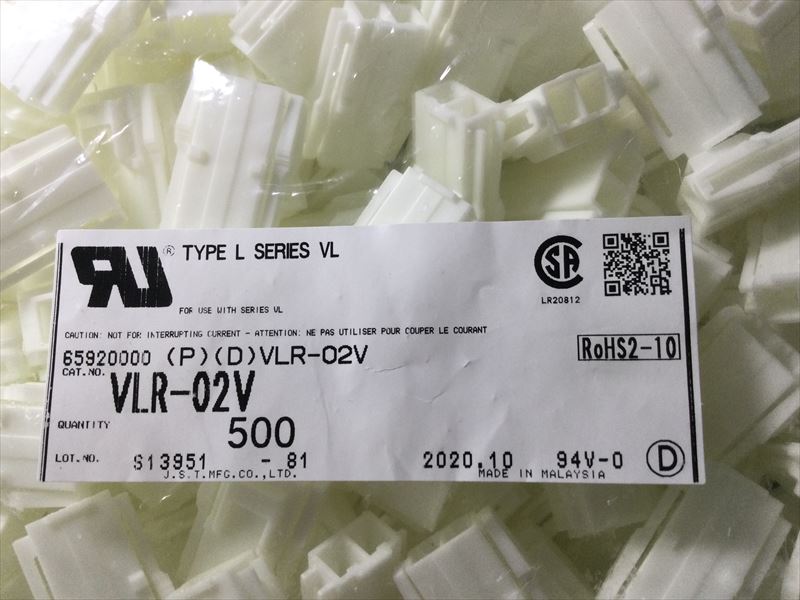 RU ® TYPE L SERIES VL
FOR USE WITH SERIES VL
CSA
LR20812
CAUTION: NOT FOR INTERRUPTING CURRENT - ATTENTION: NE PAS UTILISER POUR COUPER LE COURANT
65920000 (P)(D)VLR-02V
RoHS2-10
CAT.NO. VLR-02V
QUANTITY 500
LOT.NO. S13951 - 81 2020.10 94V-0 D
J.S.T.MFG.CO.,LTD. MADE IN MALAYSIA